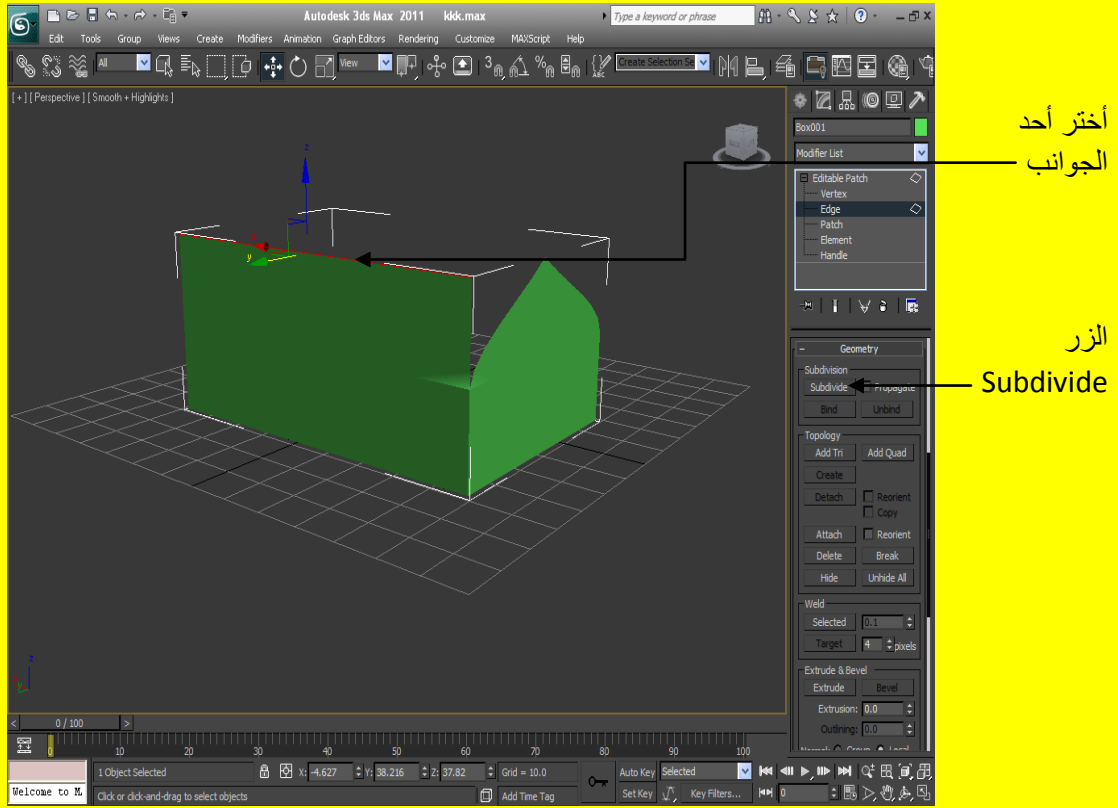 Autodesk 3ds Max 2011 kkk.max
Type a keyword or phrase
Edit Tools Group Views Create Modifiers Animation Graph Editors Rendering Customize MAXScript Help
All
View
3
Create Selection Se
[ + ] [ Perspective ] [ Smooth + Highlights ]
z
x
y
أختر أحد
الجوانب
Box001
Modifier List
Editable Patch
Vertex
Edge
Patch
Element
Handle
الزر
Subdivide
Geometry
Subdivision
Subdivide Propagate
Bind Unbind
Topology
Add Tri Add Quad
Create
Detach Reorient
Copy
Attach Reorient
Delete Break
Hide Unhide All
Weld
Selected 0.1
Target 4 pixels
Extrude & Bevel
Extrude Bevel
Extrusion: 0.0
Outlining: 0.0
z
0 / 100
0 10 20 30 40 50 60 70 80 90 100
1 Object Selected X: -4.627 Y: 38.216 Z: 37.82 Grid = 10.0 Auto Key Selected
Welcome to M. Click or click-and-drag to select objects Add Time Tag Set Key Key Filters... 0